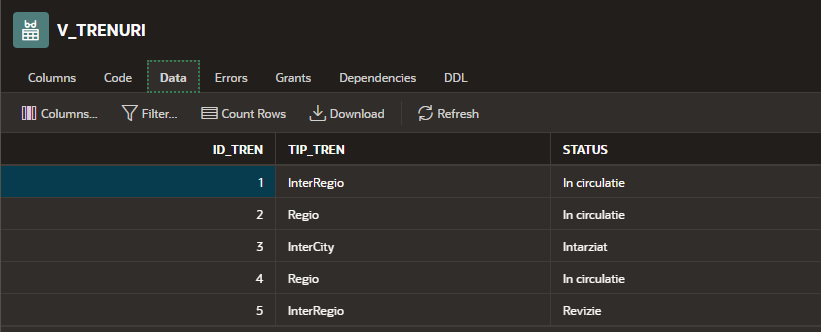 V_TRENURI
Columns Code Data Errors Grants Dependencies DDL
Columns... Filter... Count Rows Download Refresh
ID_TREN TIP_TREN STATUS
1 InterRegio In circulatie
2 Regio In circulatie
3 InterCity Intarziat
4 Regio In circulatie
5 InterRegio Revizie